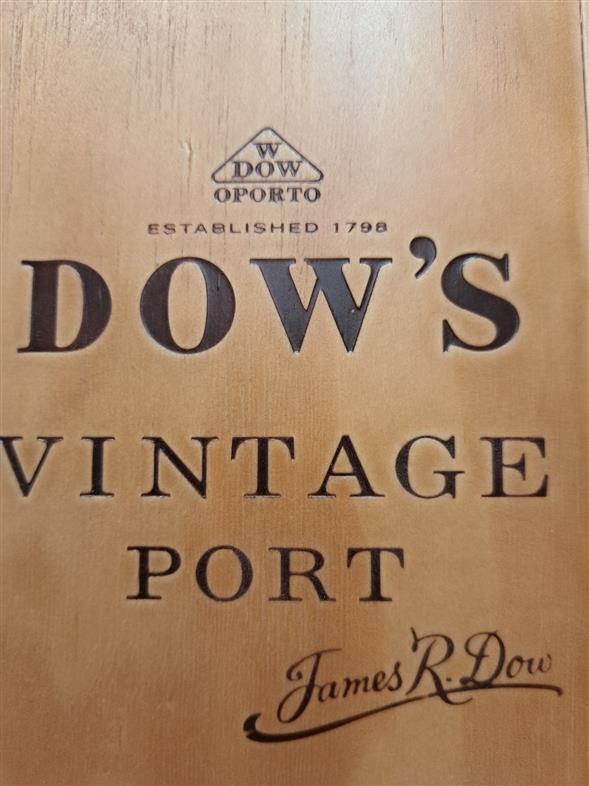 W
DOW
OPORTO
ESTABLISHED 1798
DOW'S
VINTAGE
PORT
James R. Dow